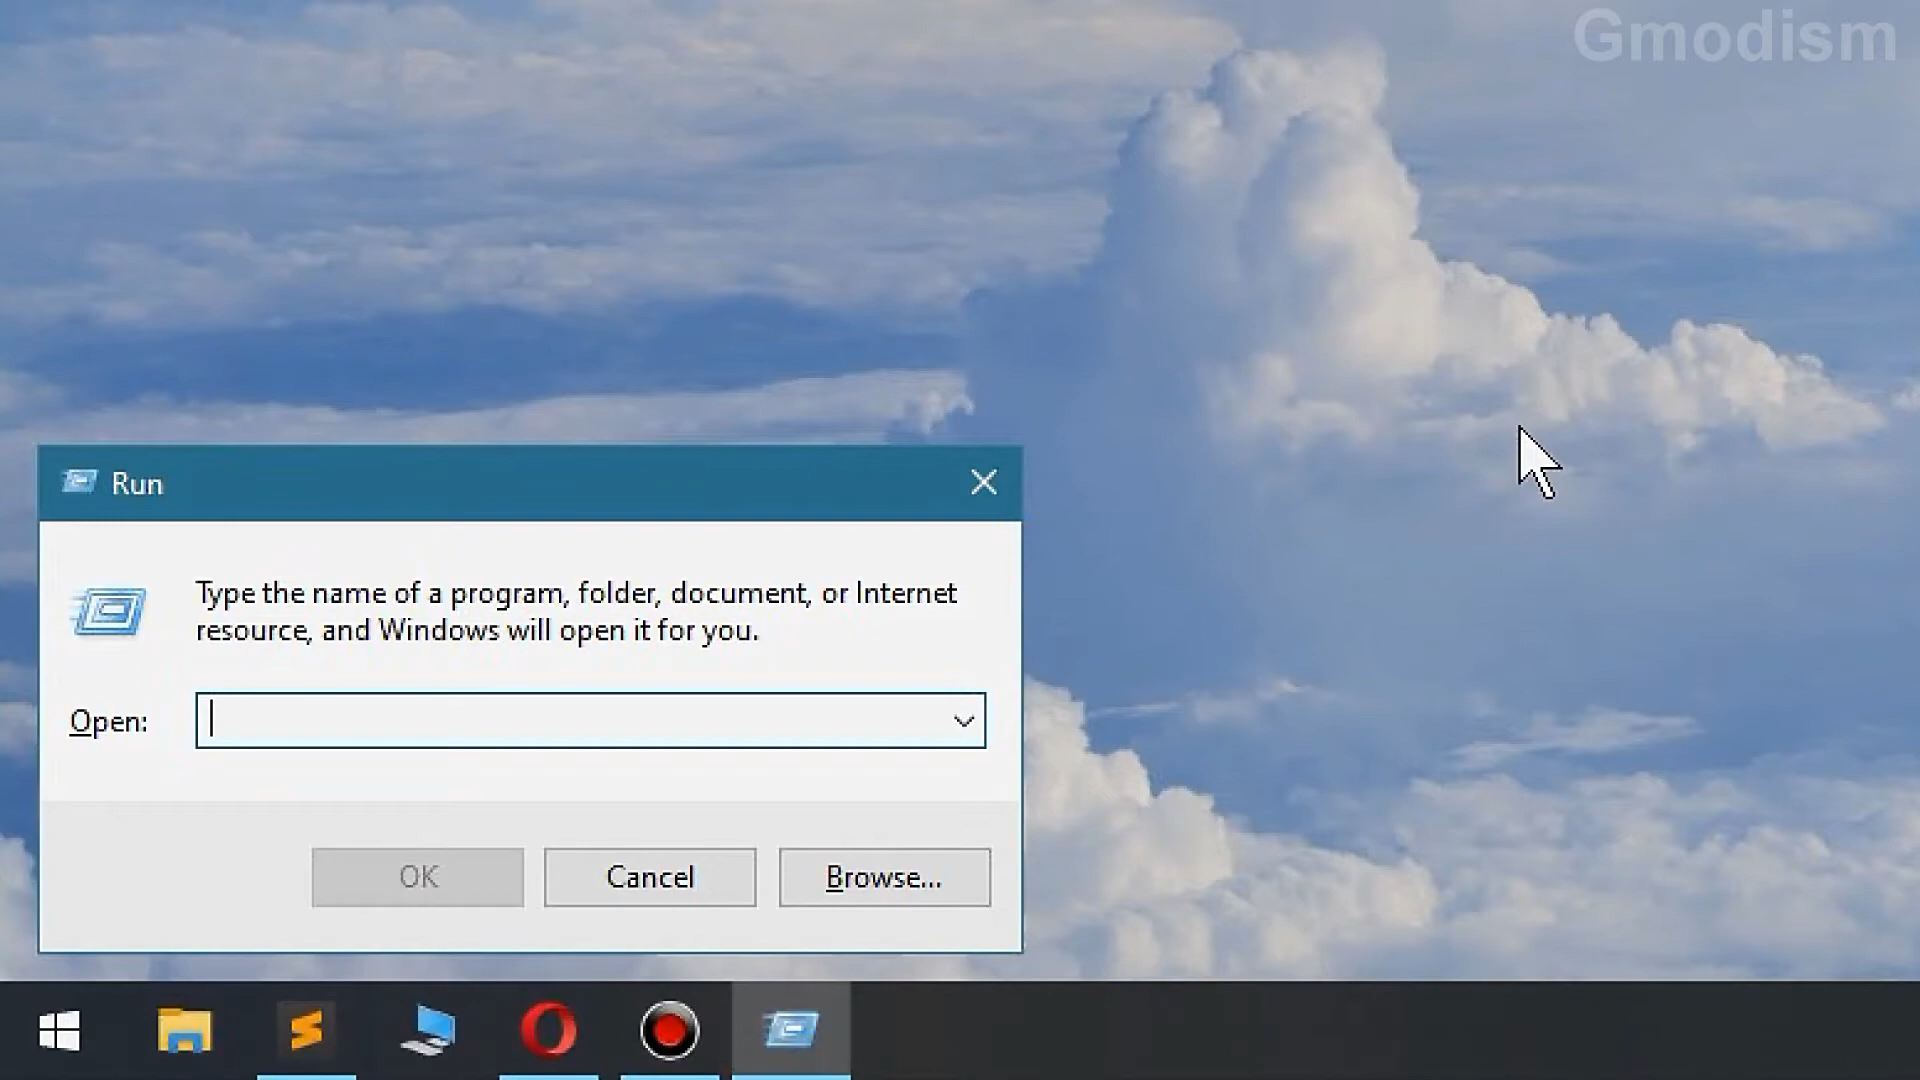 Gmodism
Run
Type the name of a program, folder, document, or Internet
resource, and Windows will open it for you.
Open:
OK
Cancel
Browse...